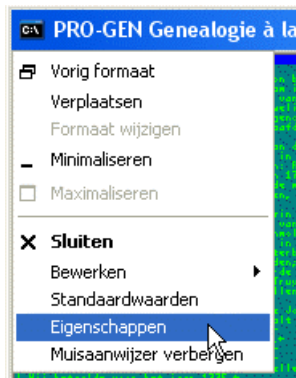 PRO-GEN Genealogie à la
Vorig formaat
Verplaatsen
Formaat wijzigen
Minimaliseren
Maximaliseren
Sluiten
Bewerken
Standaardwaarden
Eigenschappen
Muisaanwijzer verbergen